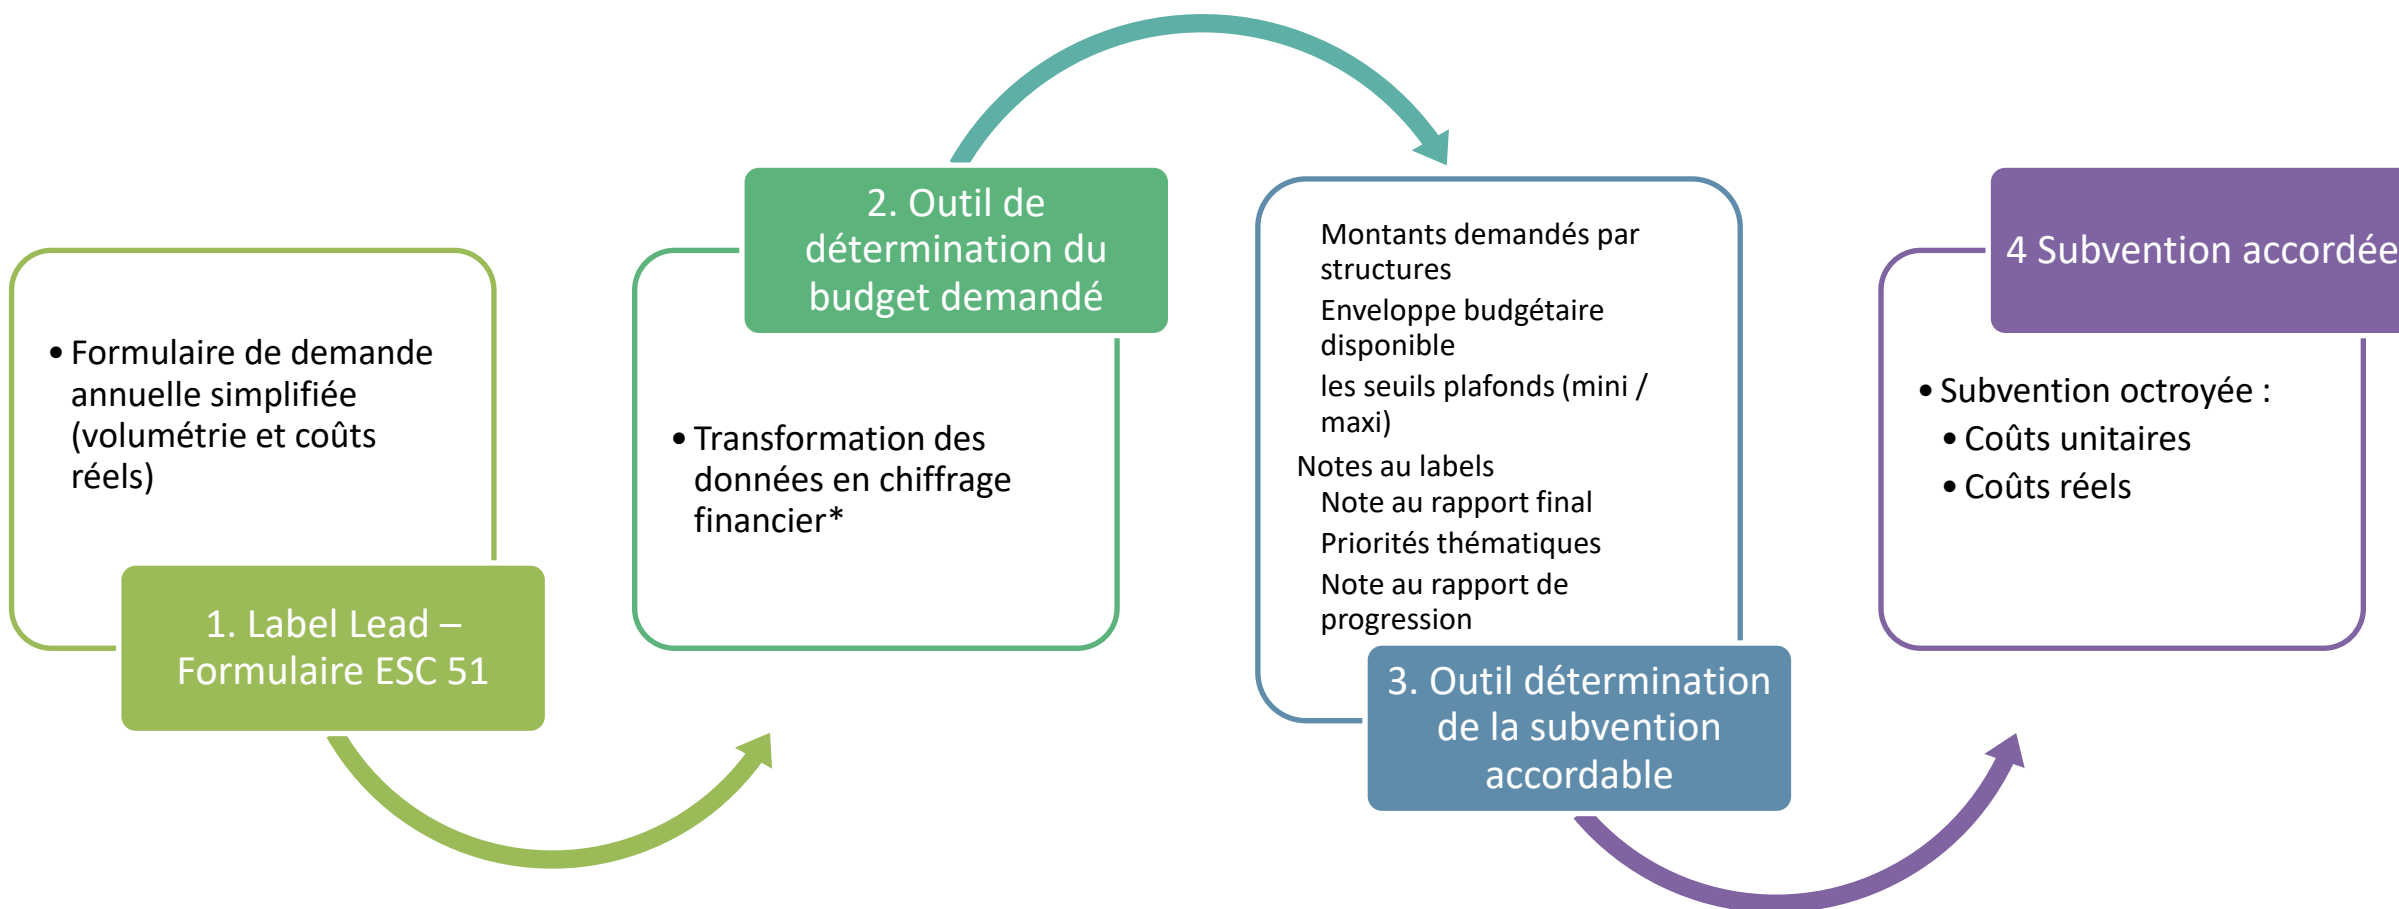 • Formulaire de demande
annuelle simplifiée
(volumétrie et coûts
réels)
1. Label Lead –
Formulaire ESC 51
2. Outil de
détermination du
budget demandé
• Transformation des
données en chiffrage
financier*
Montants demandés par
structures
Enveloppe budgétaire
disponible
les seuils plafonds (mini /
maxi)
Notes au labels
Note au rapport final
Priorités thématiques
Note au rapport de
progression
3. Outil détermination
de la subvention
accordable
4 Subvention accordée
• Subvention octroyée :
• Coûts unitaires
• Coûts réels